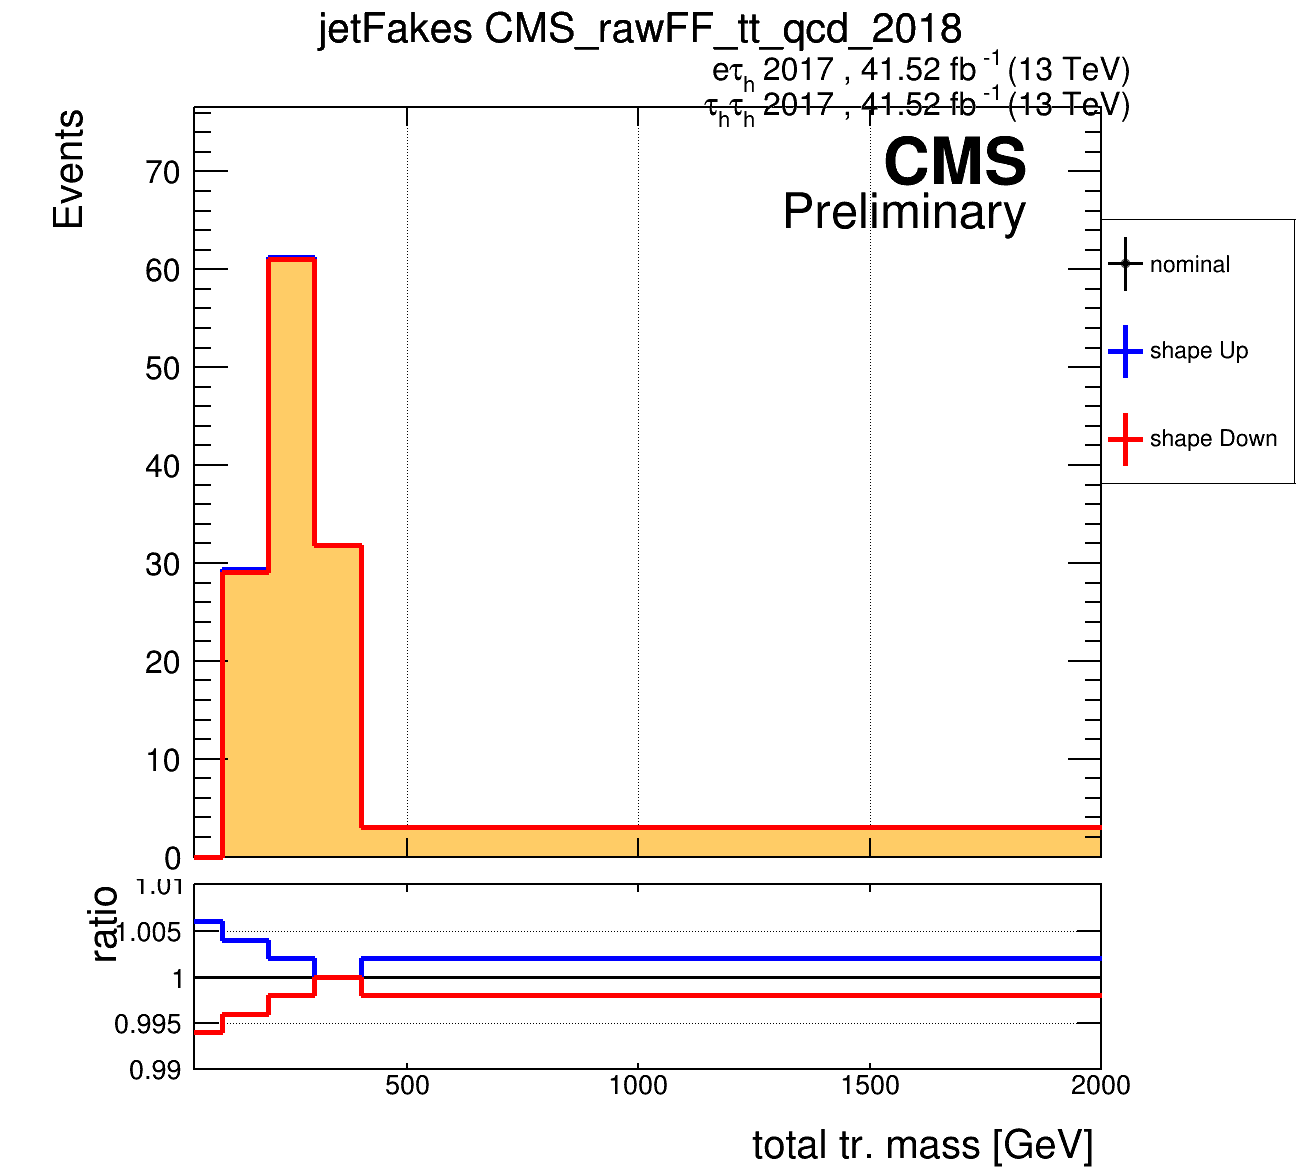 jetFakes CMS_rawFF_tt_qcd_2018
eτh 2017 , 41.52 fb -1 (13 TeV)
τhτh 2017 , 41.52 fb -1 (13 TeV)
CMS
Preliminary
Events
70
60
50
40
30
20
10
0
nominal
shape Up
shape Down
ratio
1.01
1.005
1
0.995
0.99
500 1000 1500 2000
total tr. mass [GeV]